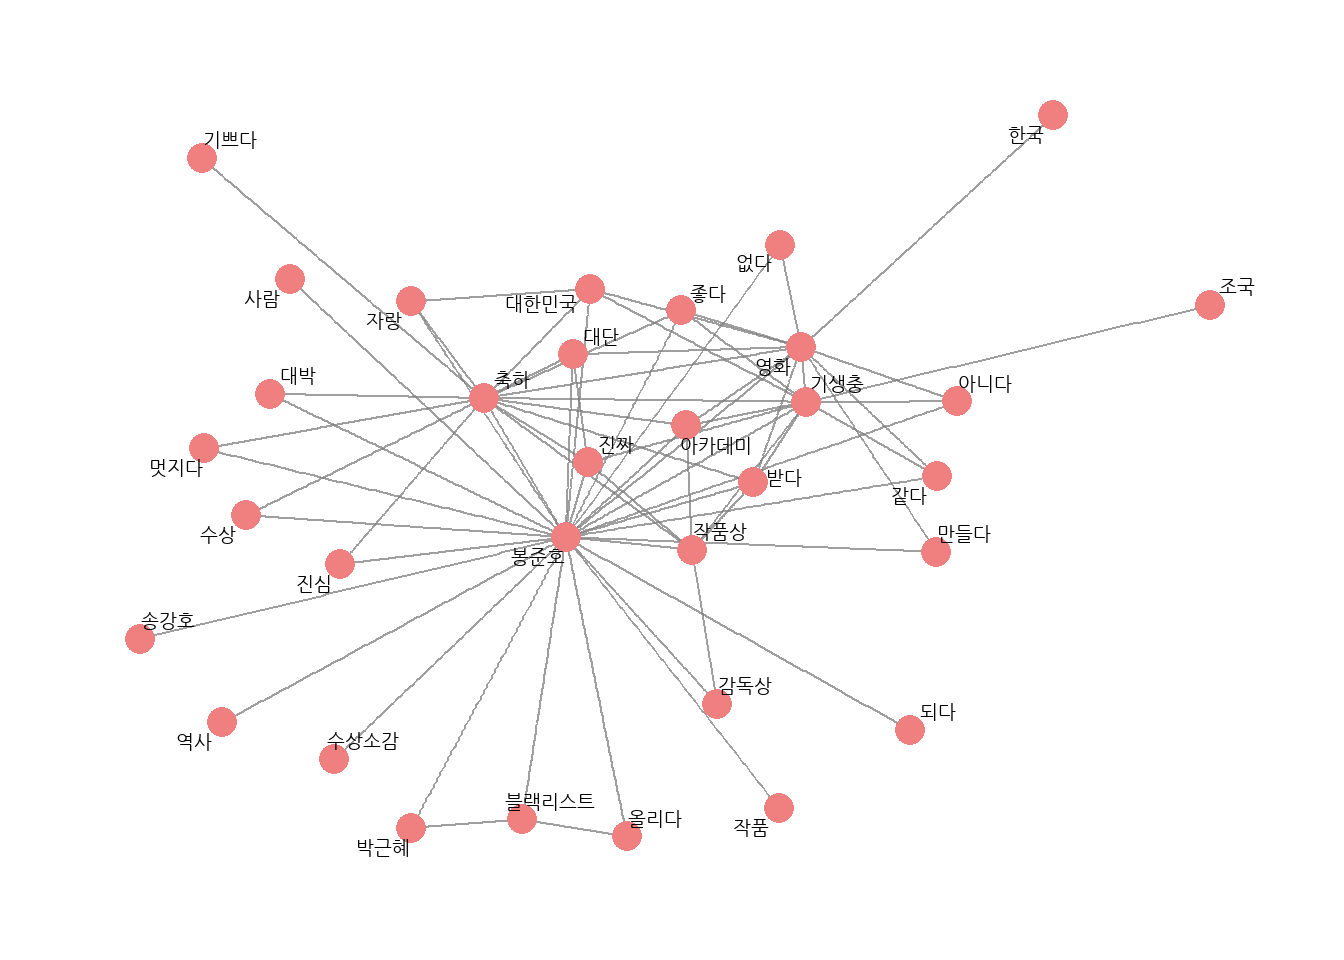 한국
기쁘다
없다
조국
사람
좋다
대한민국
자랑
대단
영화
대박
축하
기생충
아니다
진짜
아카데미
멋지다
받다
같다
수상
작품상
만들다
봉준호
진심
송강호
감독상
되다
역사
수상소감
블랙리스트
올리다
작품
박근혜